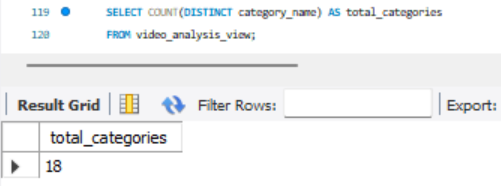 119 SELECT COUNT(DISTINCT category_name) AS total_categories
120 FROM video_analysis_view;
Result Grid Filter Rows: Export:
total_categories
18